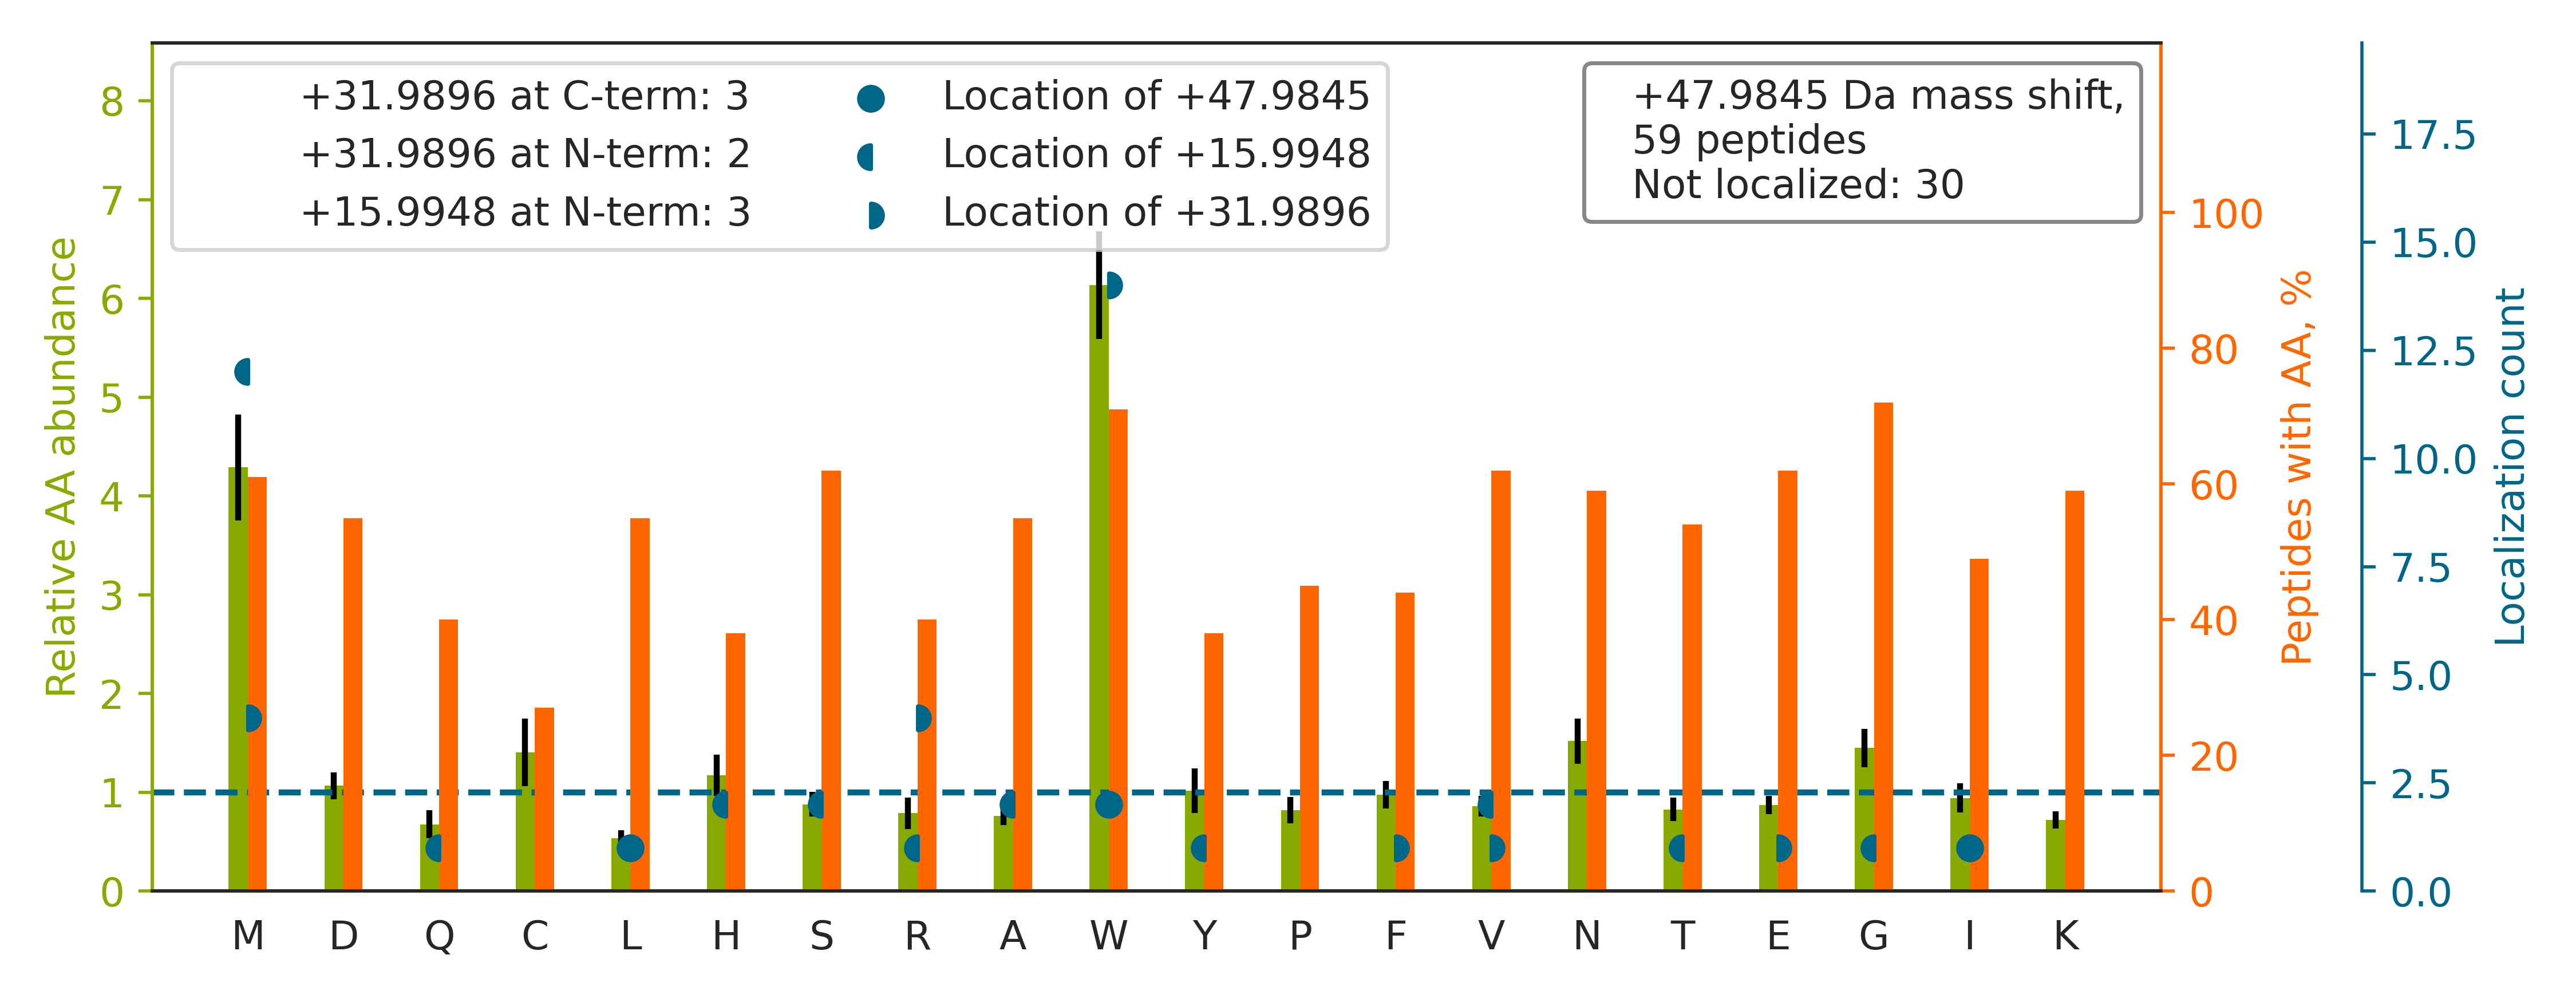 +31.9896 at C-term: 3
+31.9896 at N-term: 2
+15.9948 at N-term: 3
Location of +47.9845
Location of +15.9948
Location of +31.9896
+47.9845 Da mass shift,
59 peptides
Not localized: 30
Relative AA abundance
8
7
6
5
4
3
2
1
0
M D Q C L H S R A W Y P F V N T E G I K
100
80
60
40
20
0
Peptides with AA, %
17.5
15.0
12.5
10.0
7.5
5.0
2.5
0.0
Localization count